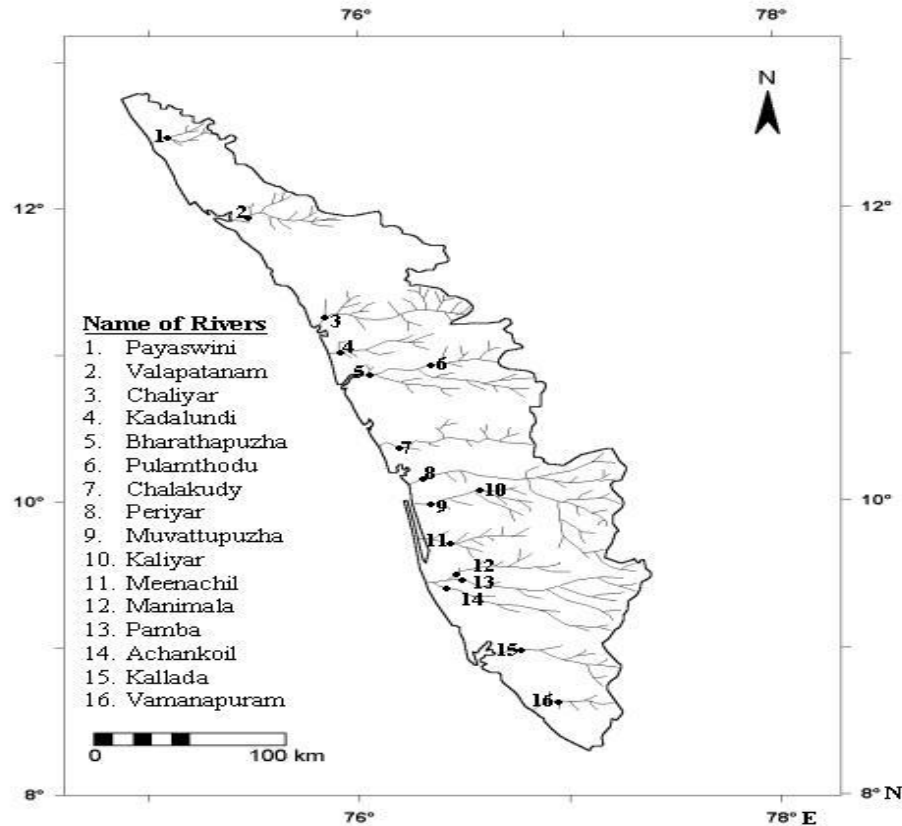 76°
78°
N
1
2
12°
12°
3
Name of Rivers
1. Payaswini
2. Valapatanam
3. Chaliyar
4. Kadalundi
5. Bharathapuzha
6. Pulamthodu
7. Chalakudy
8. Periyar
9. Muvattupuzha
10. Kaliyar
11. Meenachil
12. Manimala
13. Pamba
14. Achankoil
15. Kallada
16. Vamanapuram
4
6
5
7
8
10°
10
10°
9
11
12
13
14
15
16
0 100 km
8°
8° N
76°
78° E